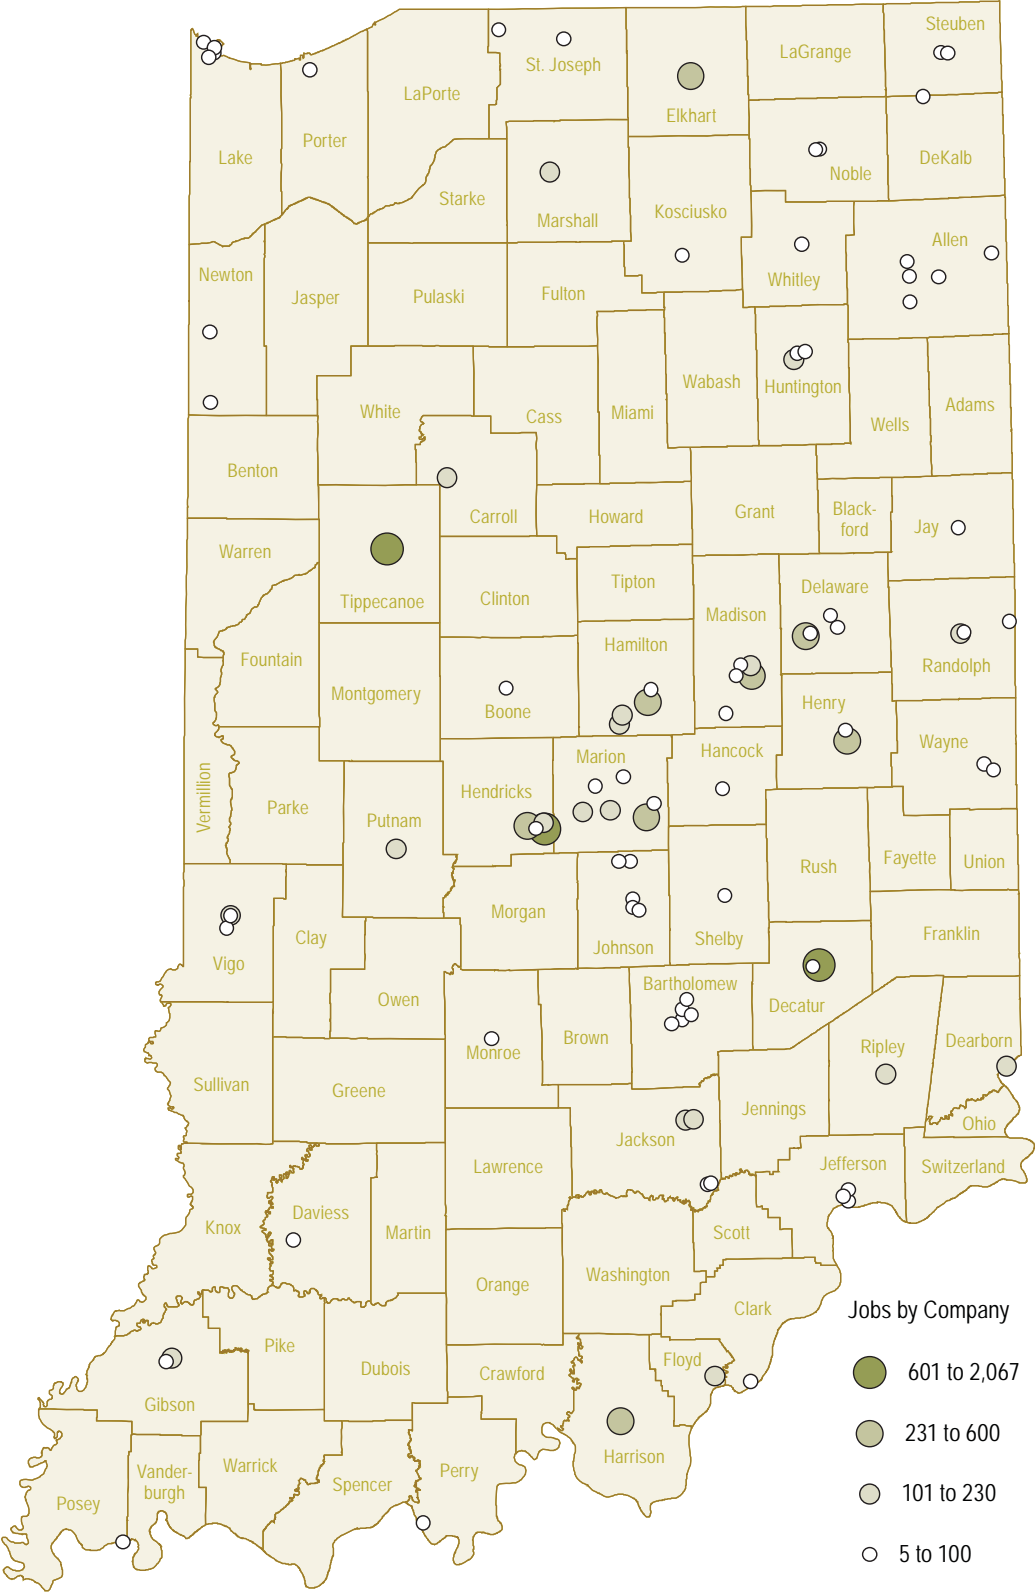 Steuben
LaGrange
St. Joseph
LaPorte
Elkhart
Porter
Lake
DeKalb
Noble
Starke
Marshall
Kosciusko
Allen
Newton
Whitley
Jasper
Pulaski
Fulton
Wabash
Huntington
White
Cass
Miami
Adams
Wells
Benton
Carroll
Howard
Grant
Black-
ford
Jay
Warren
Tippecanoe
Clinton
Tipton
Delaware
Madison
Hamilton
Fountain
Randolph
Montgomery
Boone
Henry
Wayne
Marion
Hancock
Vermillion
Hendricks
Parke
Putnam
Rush
Fayette
Union
Morgan
Clay
Johnson
Shelby
Franklin
Vigo
Owen
Bartholomew
Decatur
Brown
Monroe
Ripley
Dearborn
Sullivan
Greene
Jennings
Ohio
Jackson
Lawrence
Jefferson
Switzerland
Knox
Daviess
Martin
Scott
Washington
Orange
Clark
Jobs by Company
Pike
Dubois
Crawford
Floyd
601 to 2,067
Gibson
231 to 600
Harrison
Warrick
Vander-
burgh
Spencer
Perry
Posey
101 to 230
5 to 100